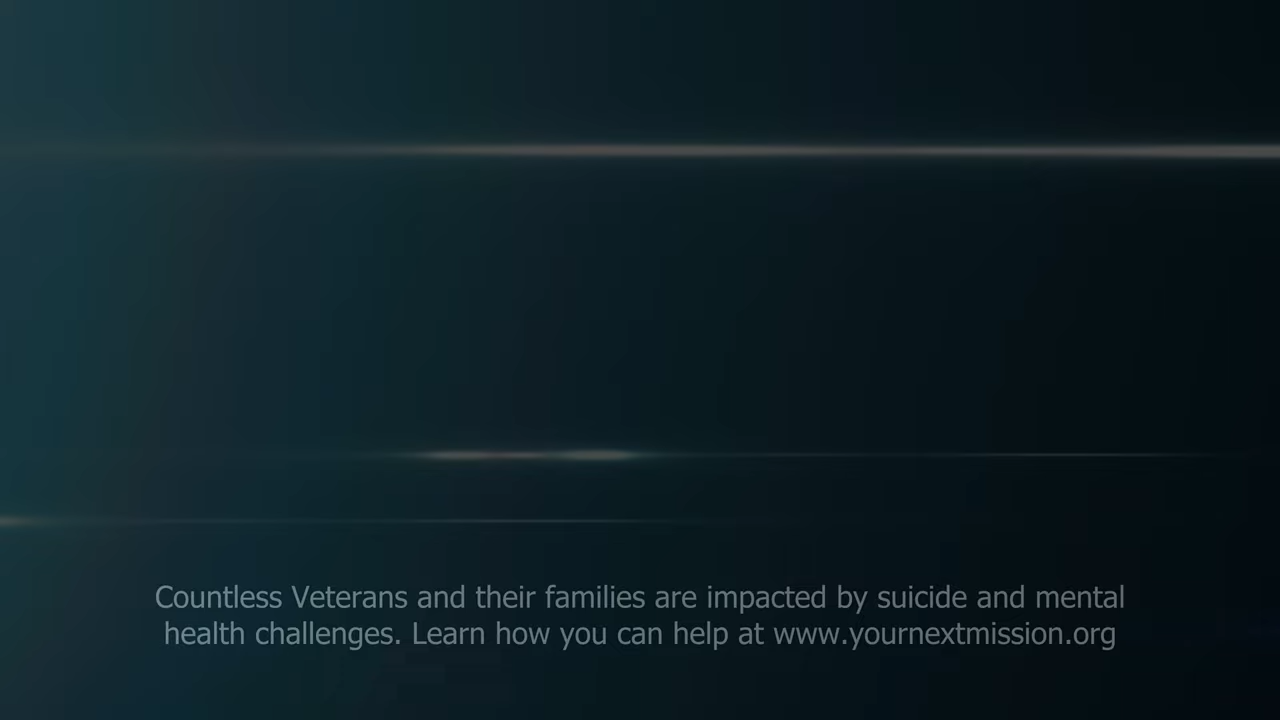 Countless Veterans and their families are impacted by suicide and mental
health challenges. Learn how you can help at www.yournextmission.org